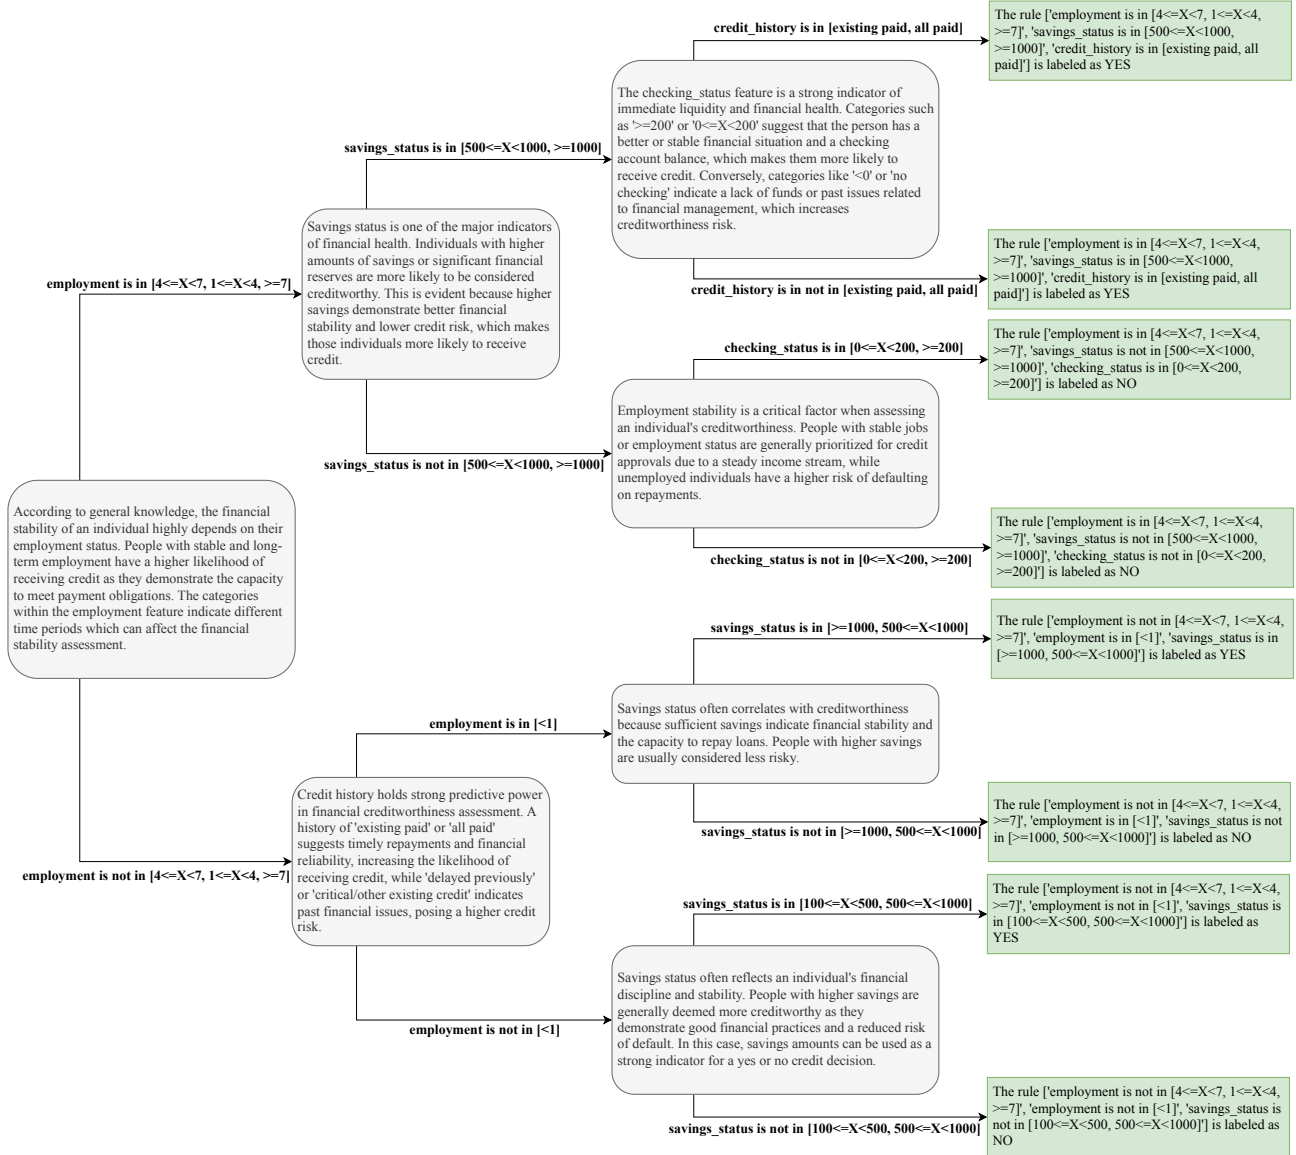 credit_history is in [existing paid, all paid]
The rule ['employment is in [4<=X<7, 1<=X<4,
>=7]', 'savings_status is in [500<=X<1000,
>=1000]', 'credit_history is in [existing paid, all
paid]'] is labeled as YES
The checking_status feature is a strong indicator of
immediate liquidity and financial health. Categories such
as '>=200' or '0<=X<200' suggest that the person has a
better or stable financial situation and a checking
account balance, which makes them more likely to
receive credit. Conversely, categories like '<0' or 'no
checking' indicate a lack of funds or past issues related
to financial management, which increases
creditworthiness risk.
savings_status is in [500<=X<1000, >=1000]
Savings status is one of the major indicators
of financial health. Individuals with higher
amounts of savings or significant financial
reserves are more likely to be considered
creditworthy. This is evident because higher
savings demonstrate better financial
stability and lower credit risk, which makes
those individuals more likely to receive
credit.
employment is in [4<=X<7, 1<=X<4, >=7]
credit_history is in not in [existing paid, all paid]
The rule ['employment is in [4<=X<7, 1<=X<4,
>=7]', 'savings_status is in [500<=X<1000,
>=1000]', 'credit_history is in [existing paid, all
paid]'] is labeled as YES
checking_status is in [0<=X<200, >=200]
The rule ['employment is in [4<=X<7, 1<=X<4,
>=7]', 'savings_status is not in [500<=X<1000,
>=1000]', 'checking_status is in [0<=X<200,
>=200]'] is labeled as NO
Employment stability is a critical factor when assessing
an individual's creditworthiness. People with stable jobs
or employment status are generally prioritized for credit
approvals due to a steady income stream, while
unemployed individuals have a higher risk of defaulting
on repayments.
savings_status is not in [500<=X<1000, >=1000]
checking_status is not in [0<=X<200, >=200]
The rule ['employment is in [4<=X<7, 1<=X<4,
>=7]', 'savings_status is not in [500<=X<1000,
>=1000]', 'checking_status is not in [0<=X<200,
>=200]'] is labeled as NO
According to general knowledge, the financial
stability of an individual highly depends on their
employment status. People with stable and long-
term employment have a higher likelihood of
receiving credit as they demonstrate the capacity
to meet payment obligations. The categories
within the employment feature indicate different
time periods which can affect the financial
stability assessment.
savings_status is in [>=1000, 500<=X<1000]
The rule ['employment is not in [4<=X<7, 1<=X<4,
>=7]', 'employment is in [<1]', 'savings_status is in
[>=1000, 500<=X<1000]'] is labeled as YES
Savings status often correlates with creditworthiness
because sufficient savings indicate financial stability and
the capacity to repay loans. People with higher savings
are usually considered less risky.
employment is in [<1]
savings_status is not in [>=1000, 500<=X<1000]
The rule ['employment is not in [4<=X<7, 1<=X<4,
>=7]', 'employment is in [<1]', 'savings_status is not
in [>=1000, 500<=X<1000]'] is labeled as NO
Credit history holds strong predictive power
in financial creditworthiness assessment. A
history of 'existing paid' or 'all paid'
suggests timely repayments and financial
reliability, increasing the likelihood of
receiving credit, while 'delayed previously'
or 'critical/other existing credit' indicates
past financial issues, posing a higher credit
risk.
employment is not in [4<=X<7, 1<=X<4, >=7]
savings_status is in [100<=X<500, 500<=X<1000]
The rule ['employment is not in [4<=X<7, 1<=X<4,
>=7]', 'employment is not in [<1]', 'savings_status is
in [100<=X<500, 500<=X<1000]'] is labeled as
YES
Savings status often reflects an individual's financial
discipline and stability. People with higher savings are
generally deemed more creditworthy as they
demonstrate good financial practices and a reduced risk
of default. In this case, savings amounts can be used as a
strong indicator for a yes or no credit decision.
employment is not in [<1]
savings_status is not in [100<=X<500, 500<=X<1000]
The rule ['employment is not in [4<=X<7, 1<=X<4,
>=7]', 'employment is not in [<1]', 'savings_status is
not in [100<=X<500, 500<=X<1000]'] is labeled as
NO